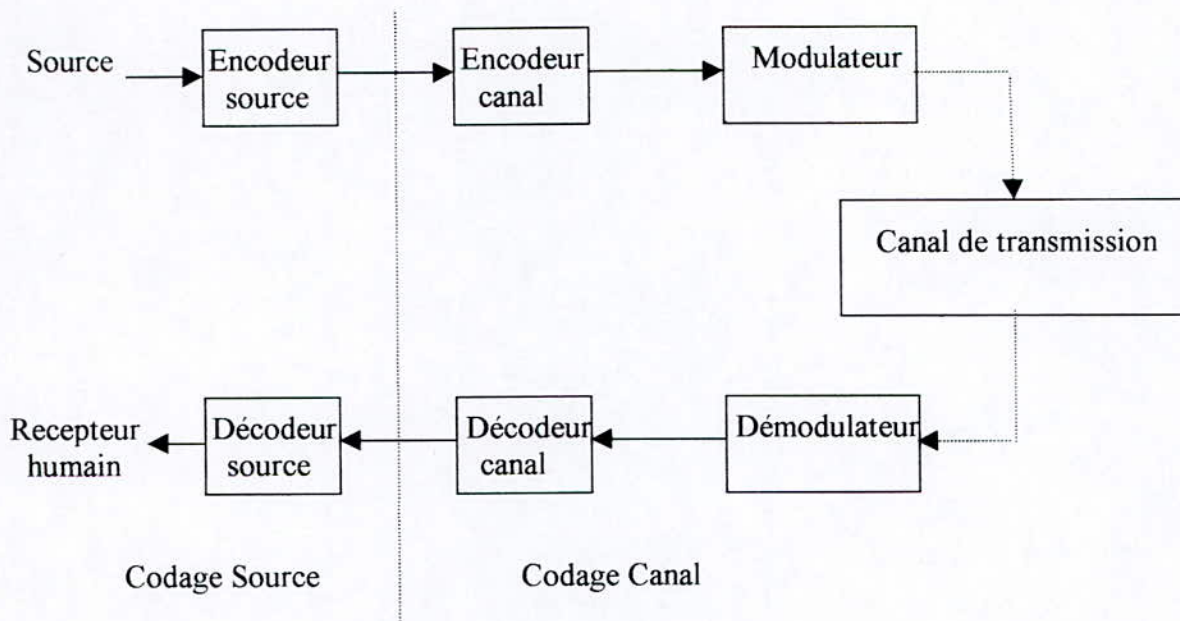 Source
Encodeur
source
Encodeur
canal
Modulateur
Canal de transmission
Recepteur
humain
Décodeur
source
Décodeur
canal
Démodulateur
Codage Source
Codage Canal